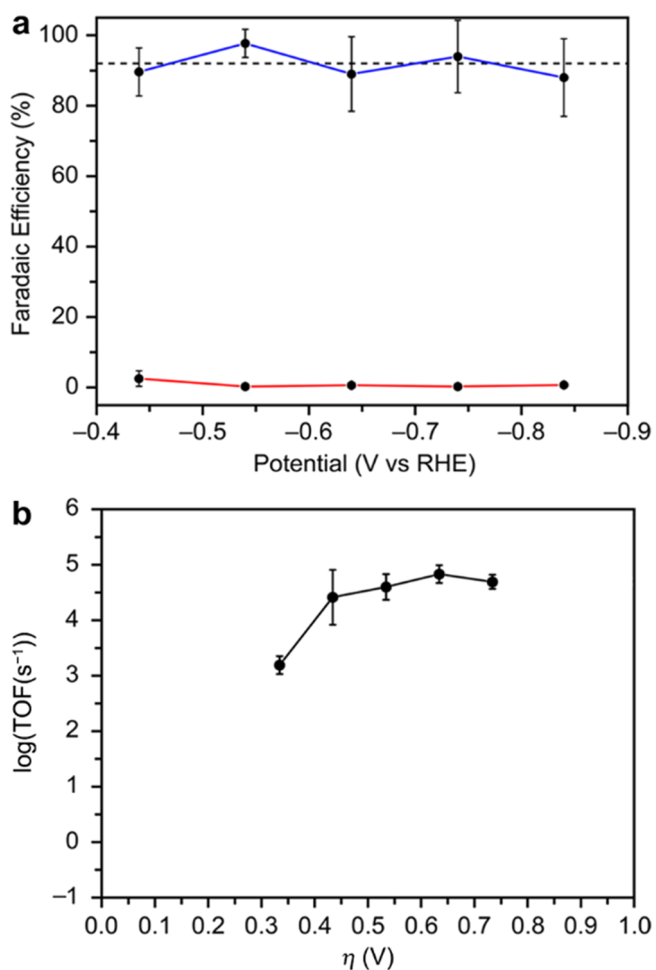 a
100
80
60
40
20
0
Faradaic Efficiency (%)
–0.4 –0.5 –0.6 –0.7 –0.8 –0.9
Potential (V vs RHE)
b
6
5
4
3
2
1
0
–1
log(TOF(s⁻¹))
0.0 0.1 0.2 0.3 0.4 0.5 0.6 0.7 0.8 0.9 1.0
η (V)